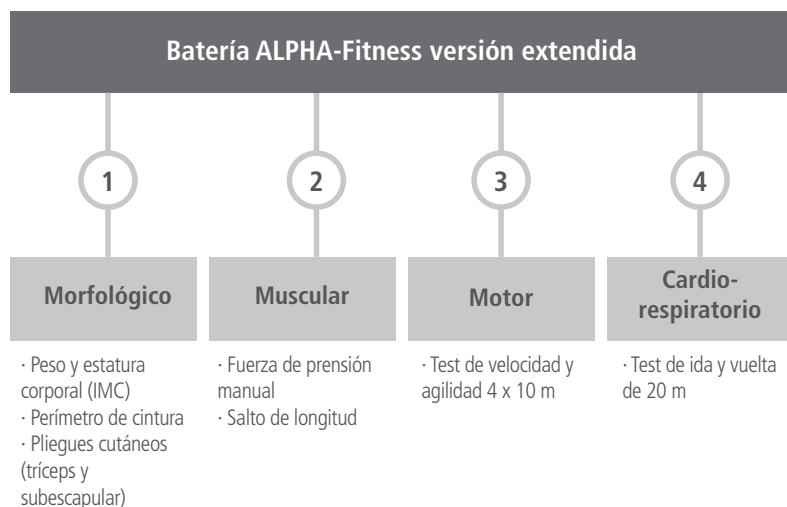 Batería ALPHA-Fitness versión extendida
1
2
3
4
Morfológico
Muscular
Motor
Cardio-
respiratorio
· Peso y estatura
corporal (IMC)
· Perímetro de cintura
· Pliegues cutáneos
(tríceps y
subescapular)
· Fuerza de prensión
manual
· Salto de longitud
· Test de velocidad y
agilidad 4 x 10 m
· Test de ida y vuelta
de 20 m